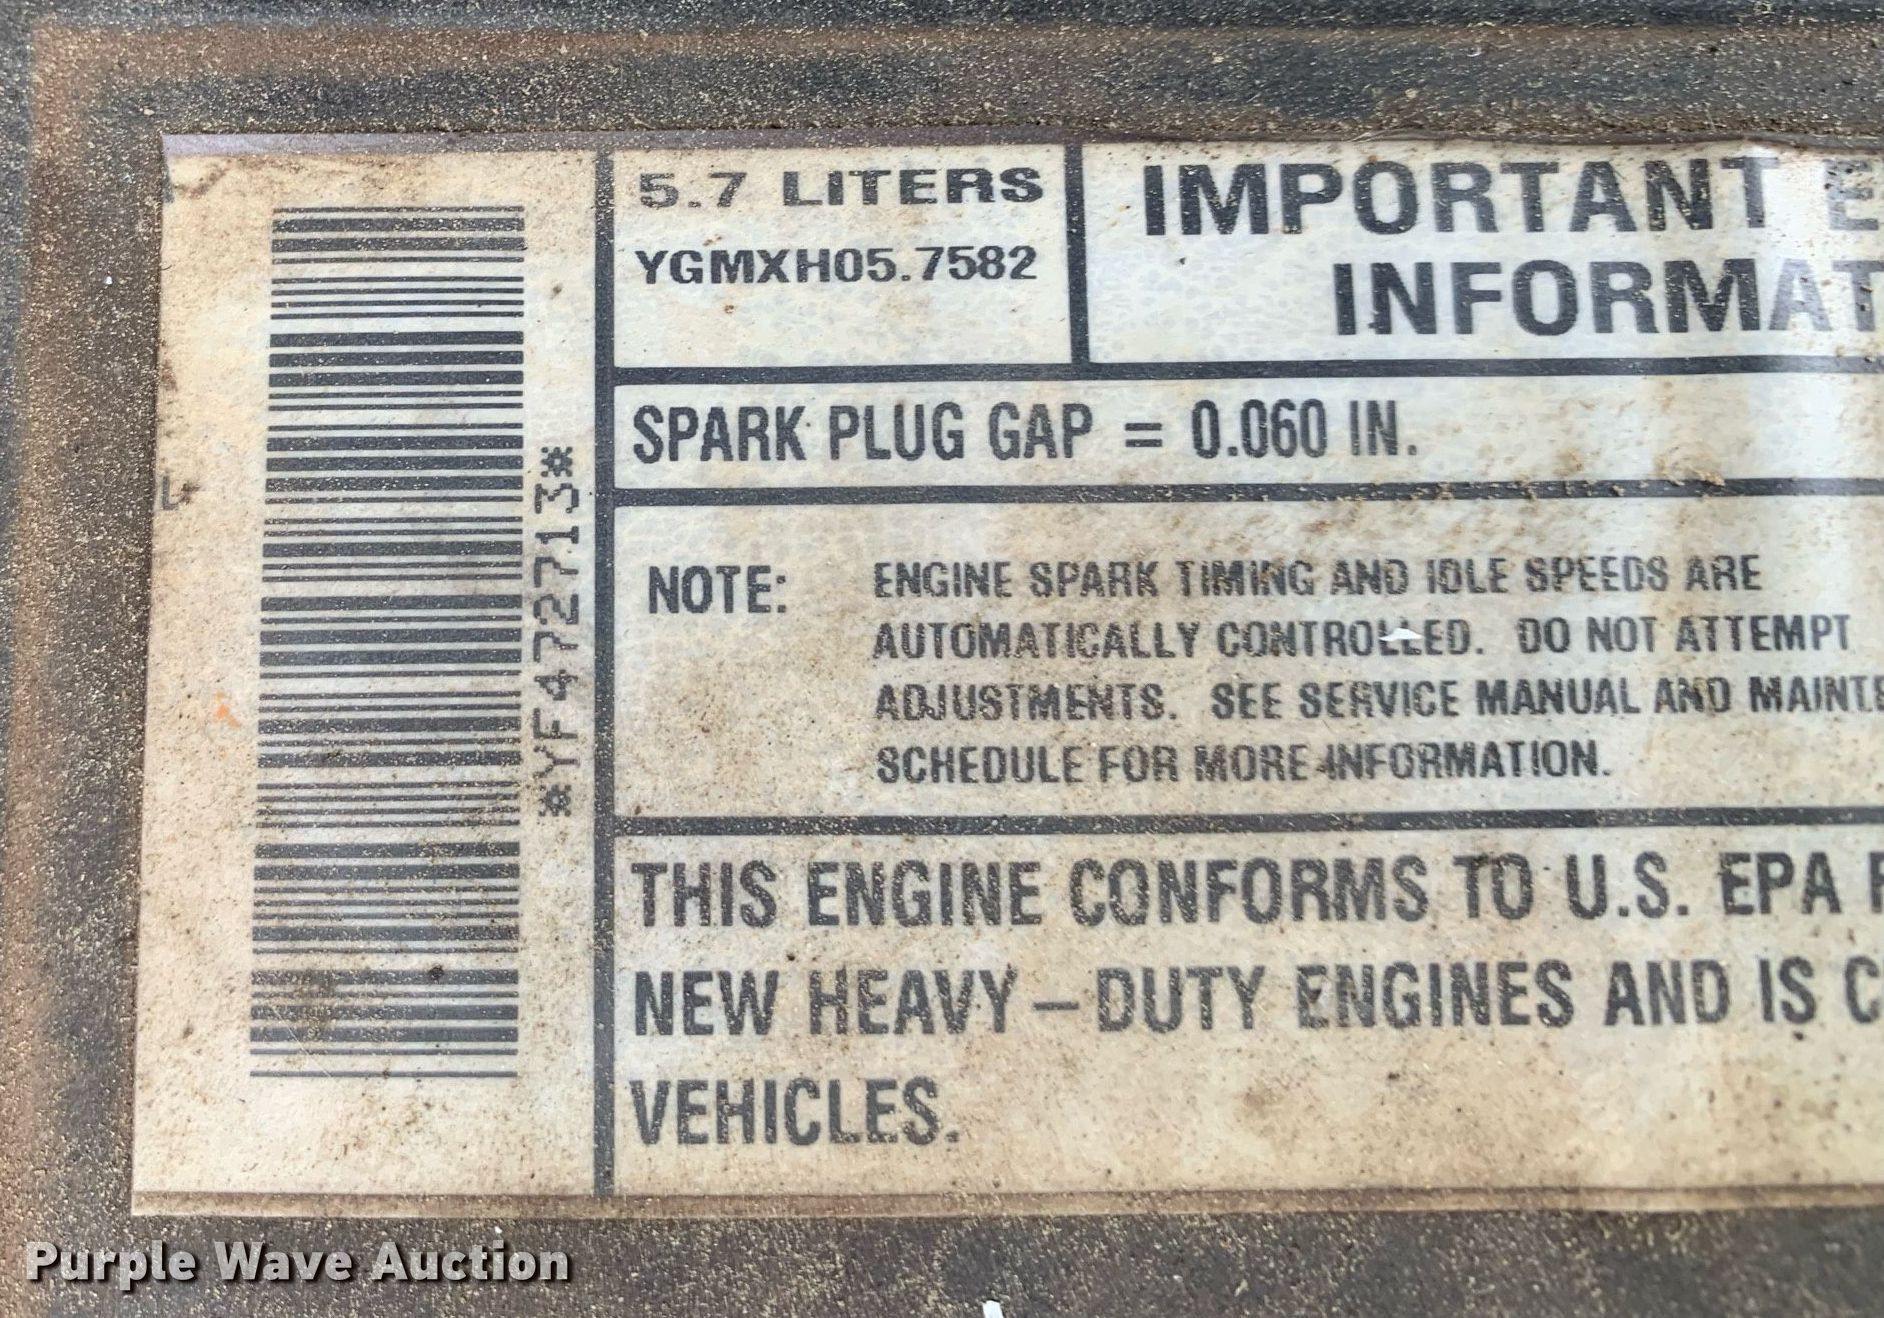 5.7 LITERS
YGMXH05.7582
IMPORTANT E
INFORMAT
SPARK PLUG GAP = 0.060 IN.
NOTE: ENGINE SPARK TIMING AND IDLE SPEEDS ARE
AUTOMATICALLY CONTROLLED. DO NOT ATTEMPT
ADJUSTMENTS. SEE SERVICE MANUAL AND MAINTE
SCHEDULE FOR MORE INFORMATION.
THIS ENGINE CONFORMS TO U.S. EPA R
NEW HEAVY-DUTY ENGINES AND IS C
VEHICLES.
*YF4727713*
Purple Wave Auction